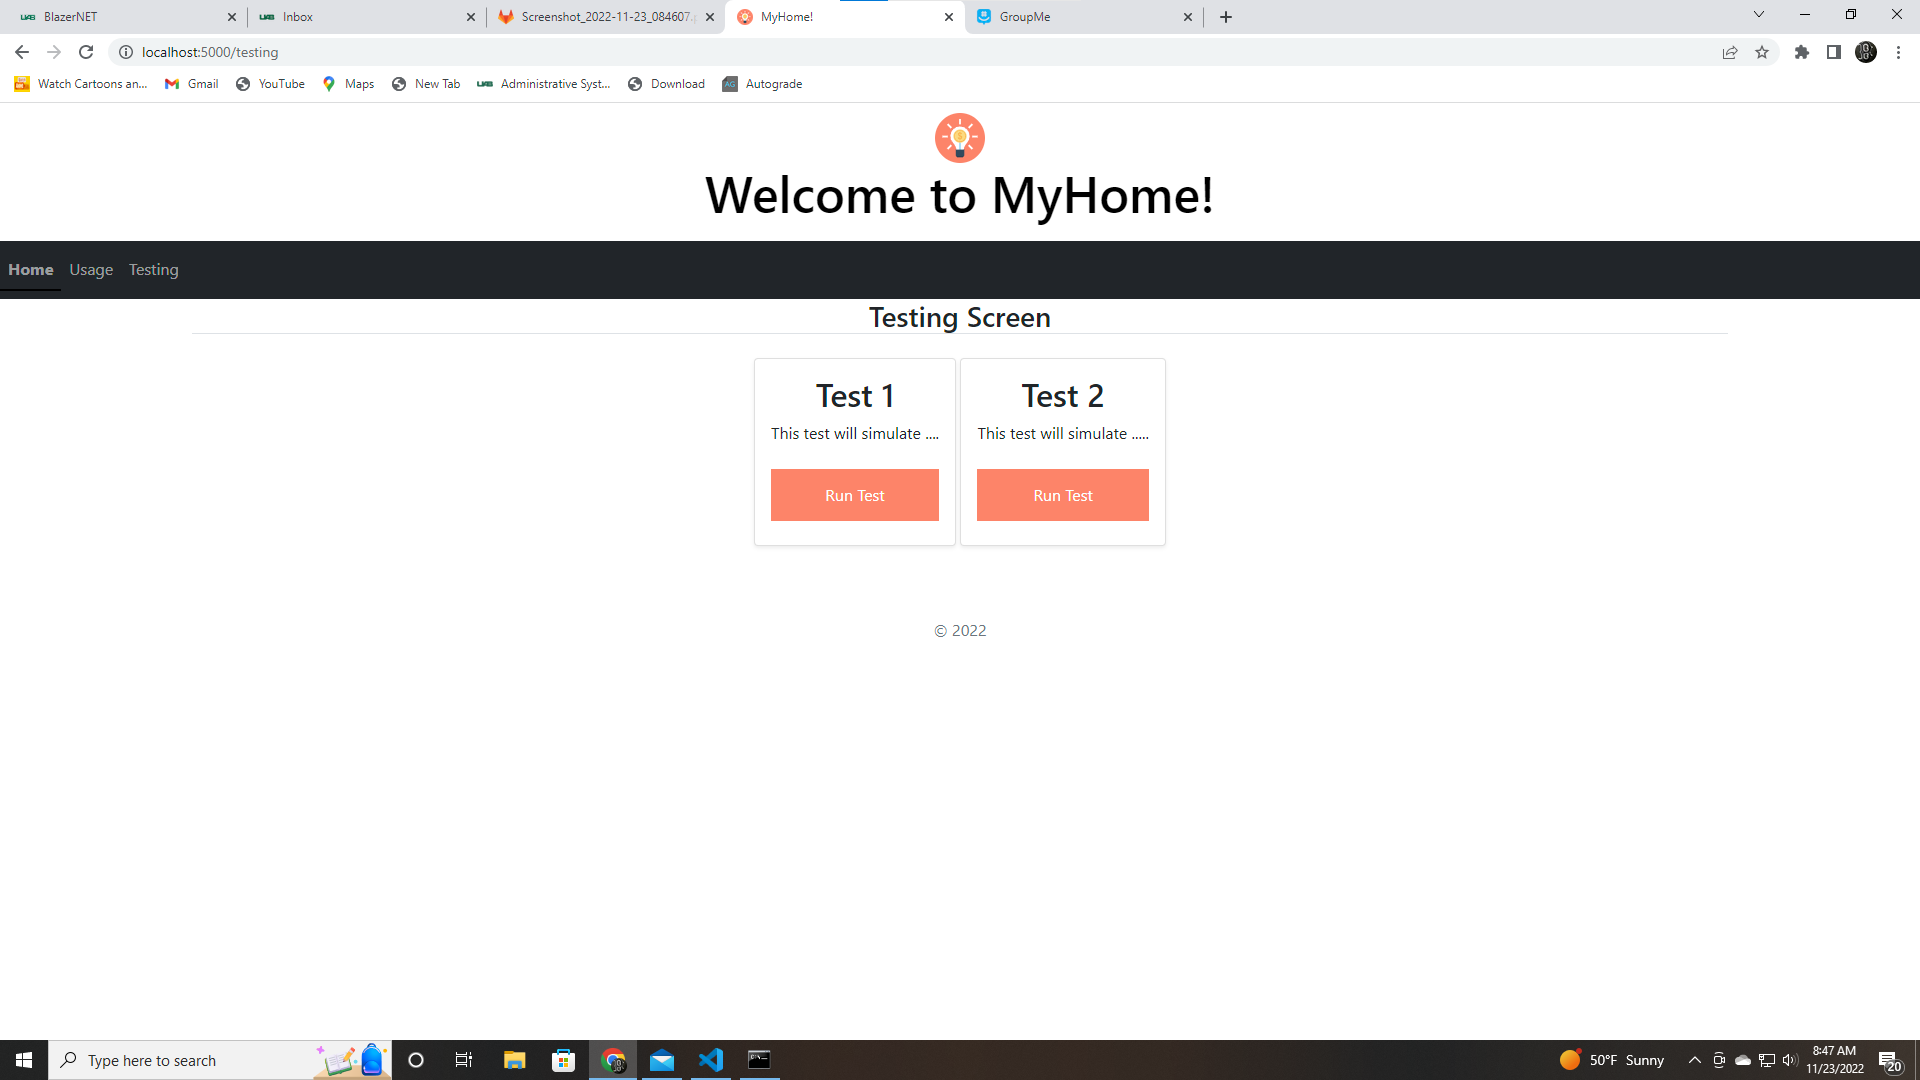 BlazerNET
Inbox
Screenshot_2022-11-23_084607.
MyHome!
GroupMe
localhost:5000/testing
Watch Cartoons an...
Gmail
YouTube
Maps
New Tab
Administrative Syst...
Download
AG
Autograde
Welcome to MyHome!
Home
Usage
Testing
Testing Screen
Test 1
This test will simulate ....
Run Test
Test 2
This test will simulate .....
Run Test
© 2022
Type here to search
50°F Sunny
8:47 AM
11/23/2022
20